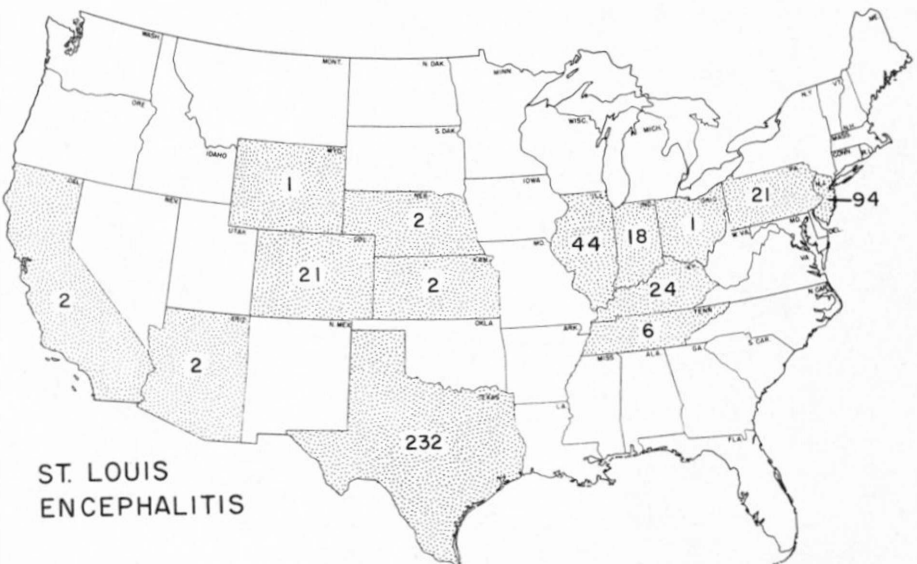 WASH.
MONT.
N. DAK.
MINN.
ME.
ORE.
IDAHO
WYO.
S. DAK.
WISC.
MICH.
N.Y.
VT.
N.H.
MASS.
CONN.
R.I.
1
CAL.
NEV.
UTAH
COL.
NEB.
2
IOWA
ILL.
IND.
OHIO
PA.
N.J.
44
18
1
21
94
W. VA.
MD.
DEL.
VA.
2
21
KAN.
2
MO.
KY.
24
ARIZ.
2
N. MEX.
OKLA.
ARK.
TENN.
6
N. CAR.
S. CAR.
TEXAS
232
LA.
MISS.
ALA.
GA.
FLA.
ST. LOUIS
ENCEPHALITIS